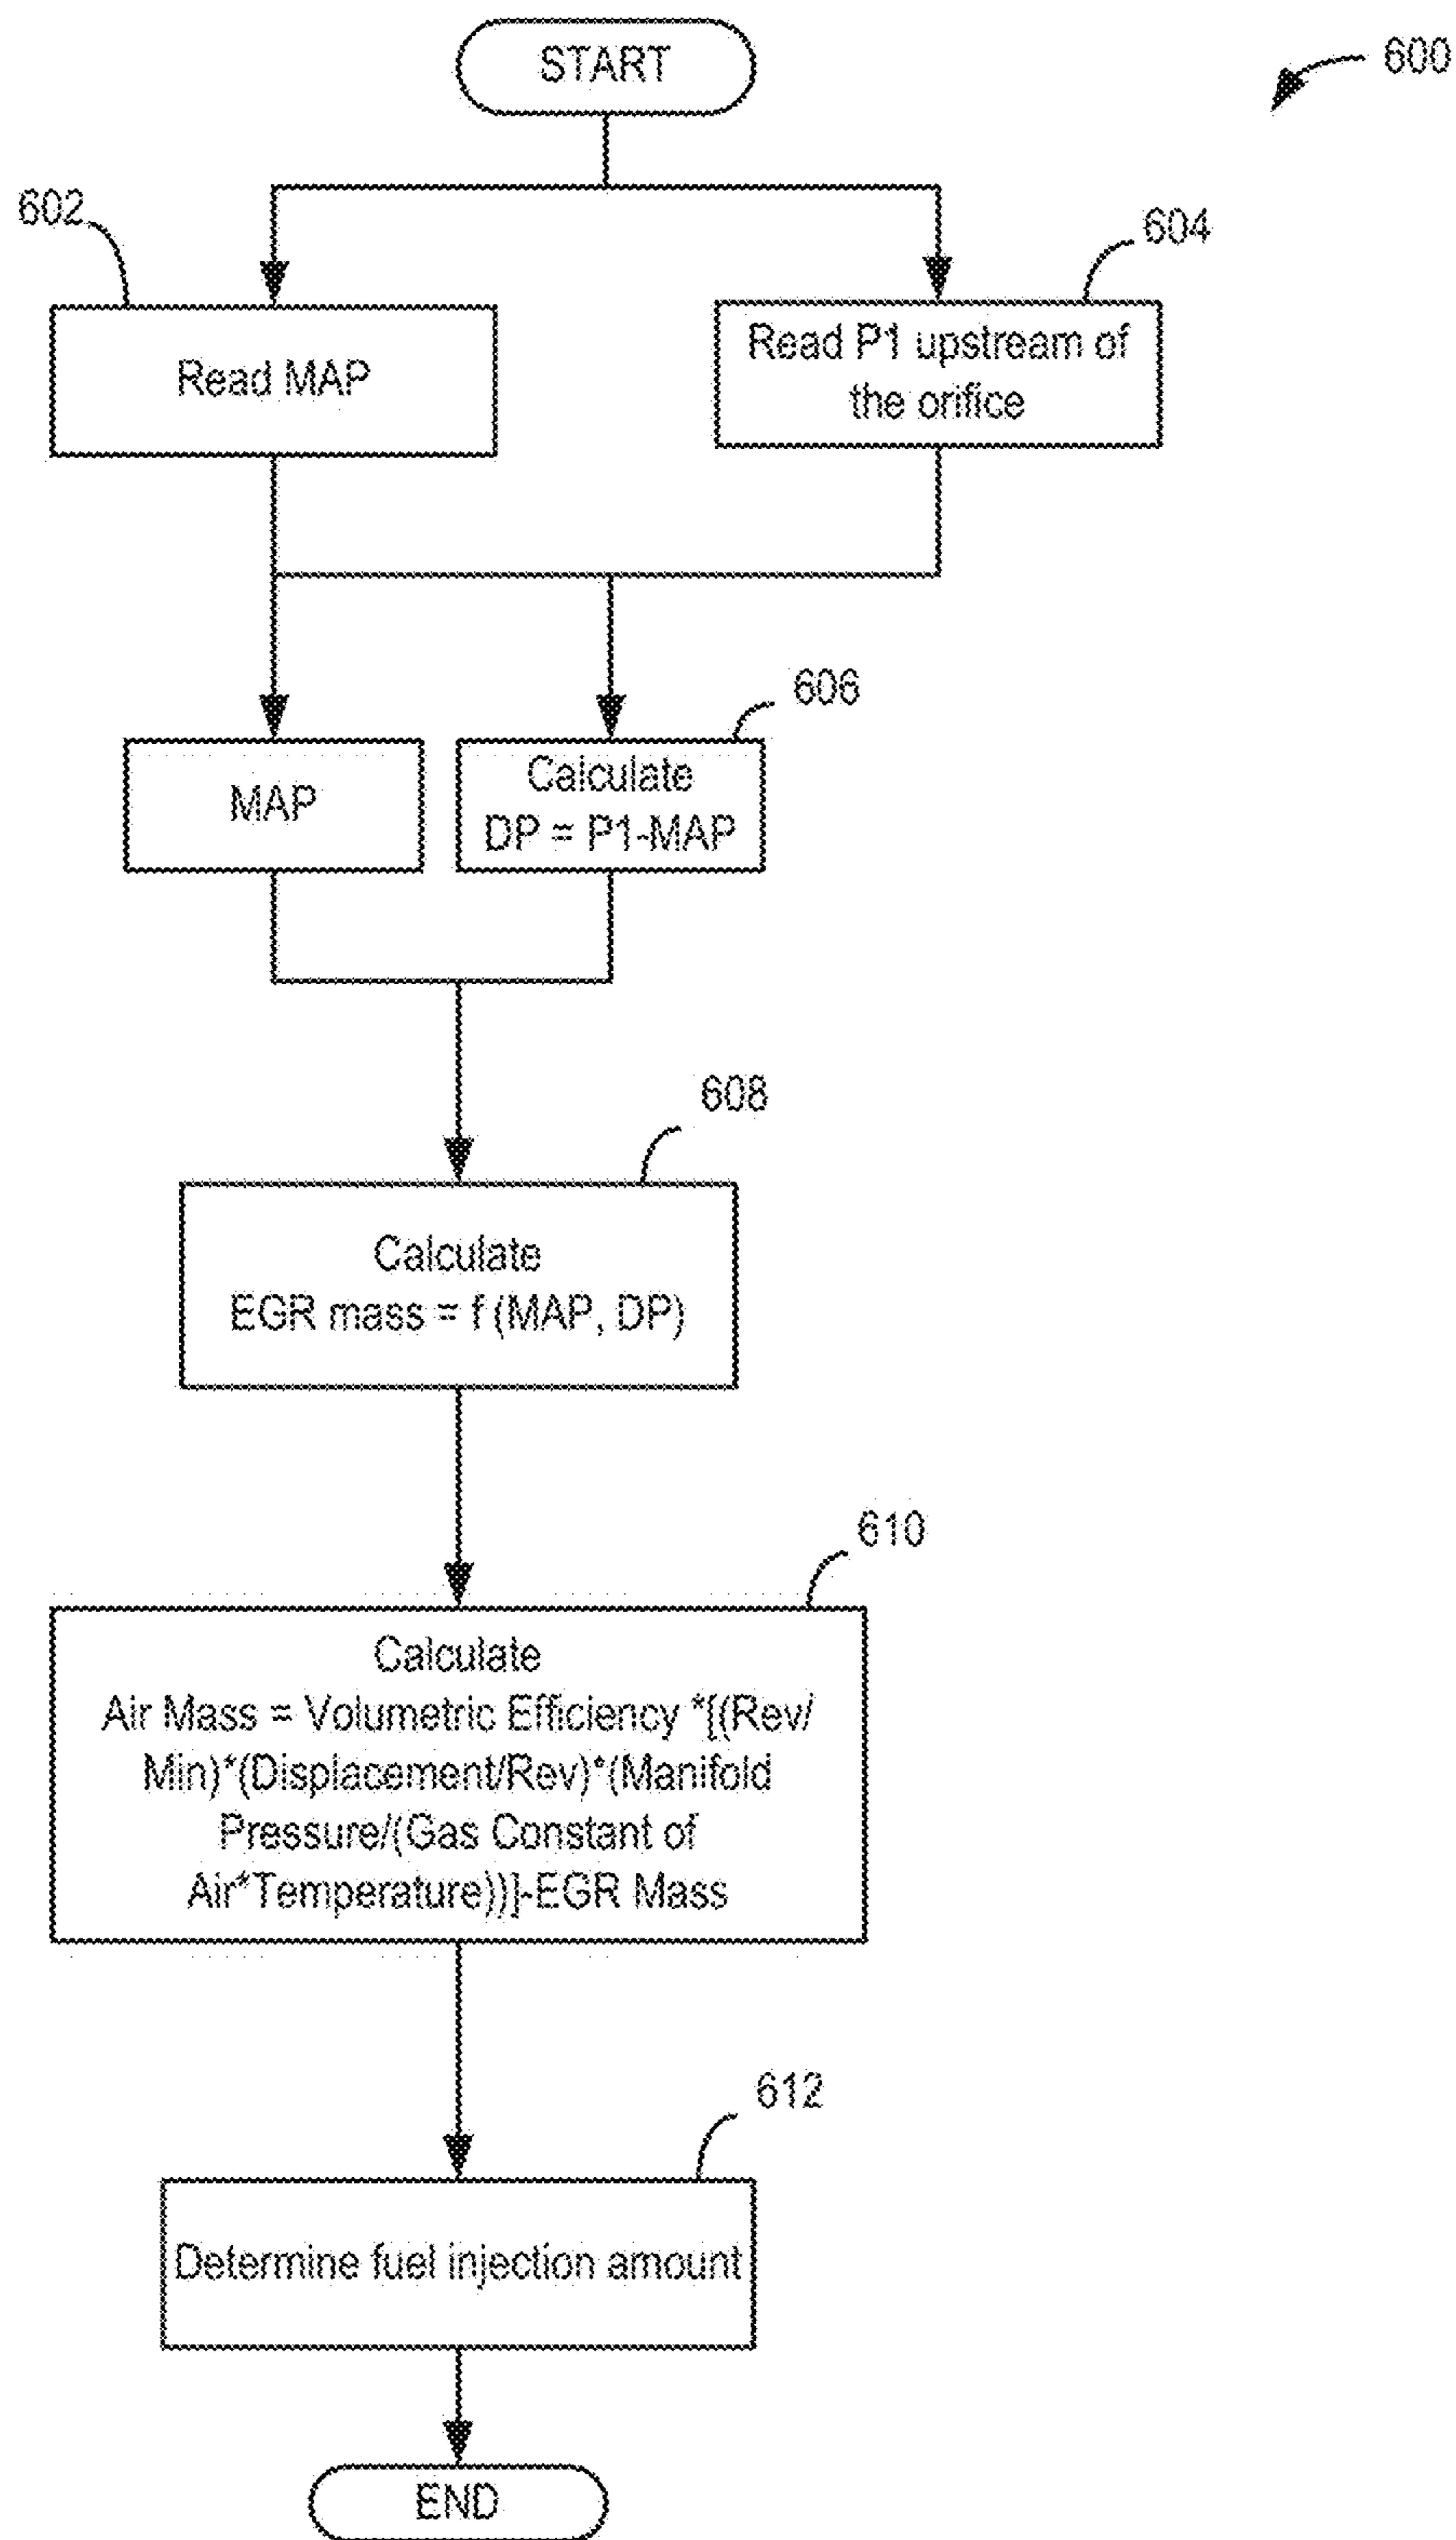 START
600
602
604
Read MAP
Read P1 upstream of
the orifice
606
MAP
Calculate
DP = P1-MAP
608
Calculate
EGR mass = f (MAP, DP)
610
Calculate
Air Mass = Volumetric Efficiency *[(Rev/
Min)*(Displacement/Rev)*(Manifold
Pressure/(Gas Constant of
Air*Temperature))]-EGR Mass
612
Determine fuel injection amount
END